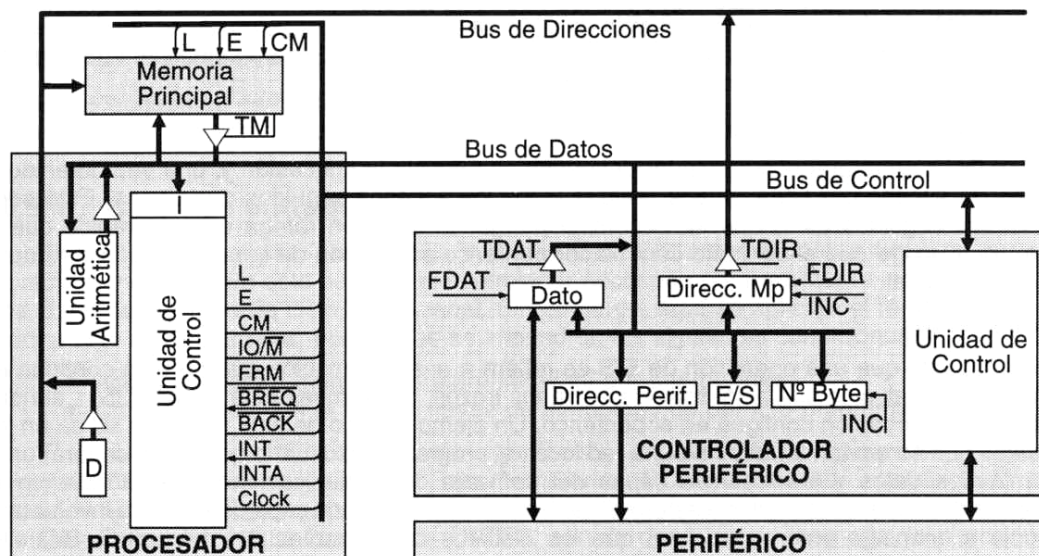 Bus de Direcciones
L E CM
Memoria
Principal
TM
Bus de Datos
Bus de Control
I
Unidad
Aritmética
Unidad de
Control
L
E
CM
IO/M̅
FRM
B̅R̅E̅Q̅
B̅A̅C̅K̅
INT
INTA
Clock
D
PROCESADOR
TDAT
FDAT
Dato
TDIR
FDIR
INC
Direcc. Mp
Direcc. Perif.
E/S
Nº Byte
INC
CONTROLADOR
PERIFÉRICO
Unidad de
Control
PERIFÉRICO